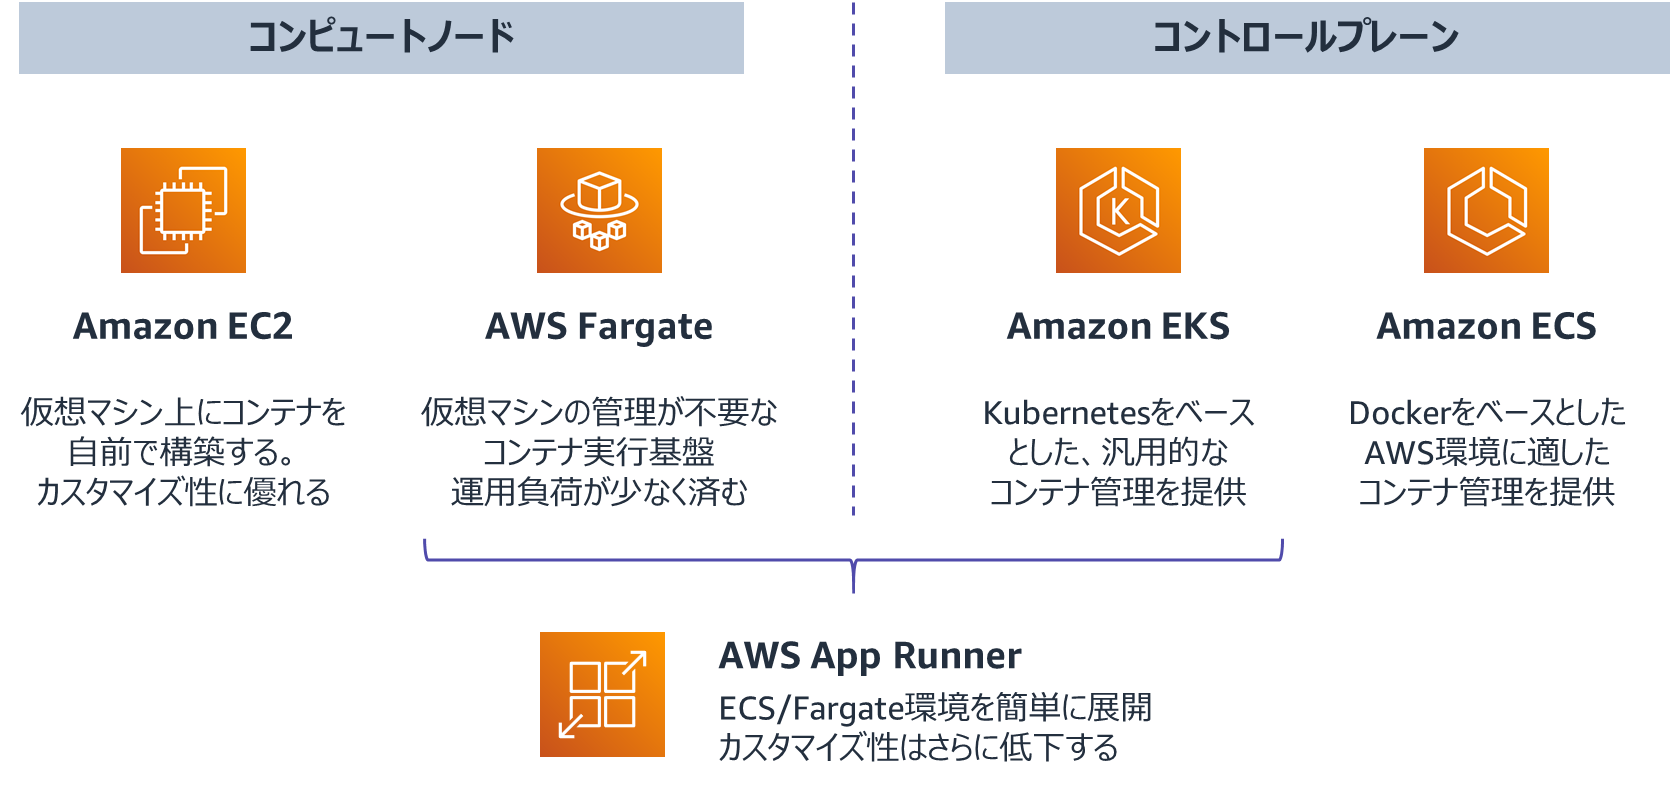 コンピュートノード
コントロールプレーン
Amazon EC2
仮想マシン上にコンテナを
自前で構築する。
カスタマイズ性に優れる
AWS Fargate
仮想マシンの管理が不要な
コンテナ実行基盤
運用負荷が少なく済む
Amazon EKS
Kubernetesをベース
とした、汎用的な
コンテナ管理を提供
Amazon ECS
Dockerをベースとした
AWS環境に適した
コンテナ管理を提供
K
AWS App Runner
ECS/Fargate環境を簡単に展開
カスタマイズ性はさらに低下する